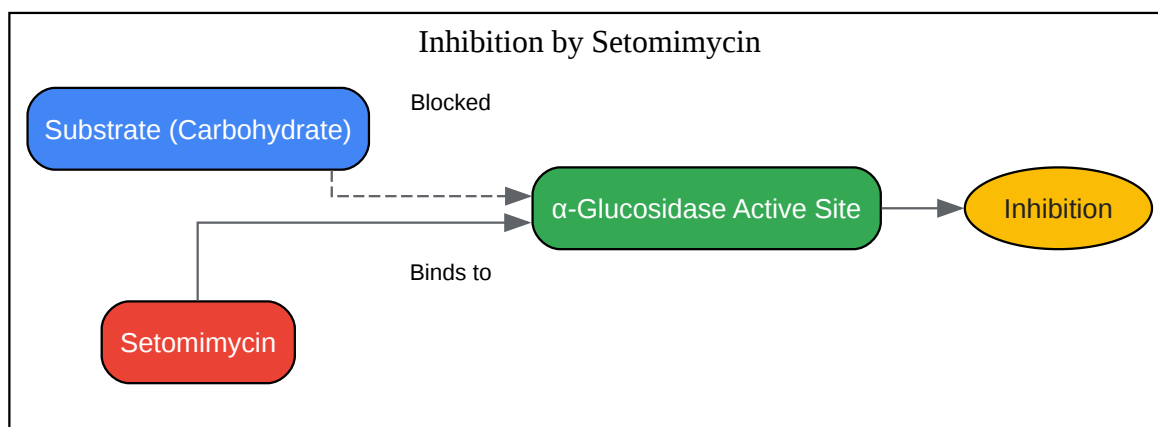 Inhibition by Setomimycin
Substrate (Carbohydrate)
Blocked
α-Glucosidase Active Site
Inhibition
Binds to
Setomimycin